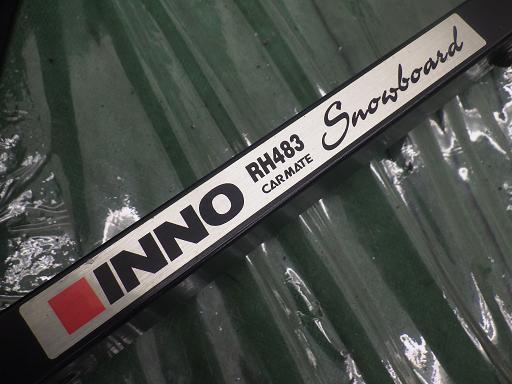 INNO
RH483
CARMATE
Snowboard